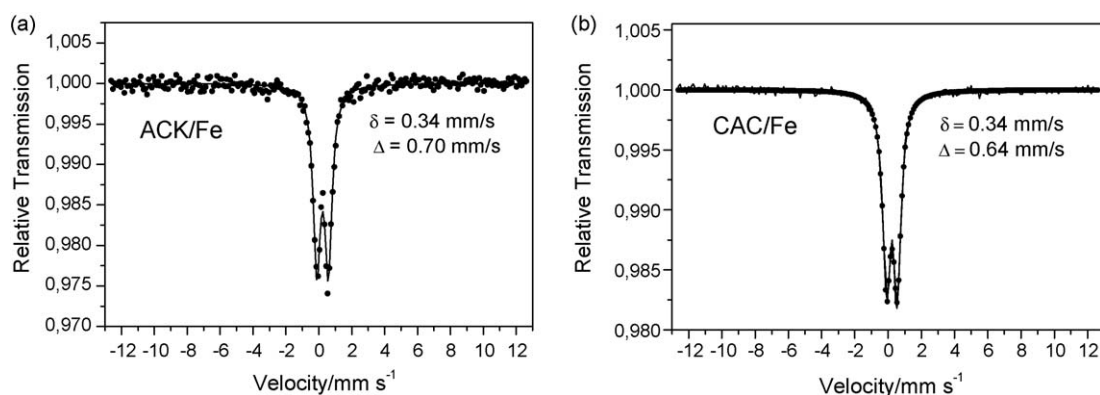 (a)
1,005
1,000
0,995
0,990
0,985
0,980
0,975
0,970
Relative Transmission
ACK/Fe
δ = 0.34 mm/s
Δ = 0.70 mm/s
-12 -10 -8 -6 -4 -2 0 2 4 6 8 10 12
Velocity/mm s⁻¹
(b)
1,005
1,000
0,995
0,990
0,985
0,980
Relative Transmission
CAC/Fe
δ = 0.34 mm/s
Δ = 0.64 mm/s
-12 -10 -8 -6 -4 -2 0 2 4 6 8 10 12
Velocity/mm s⁻¹